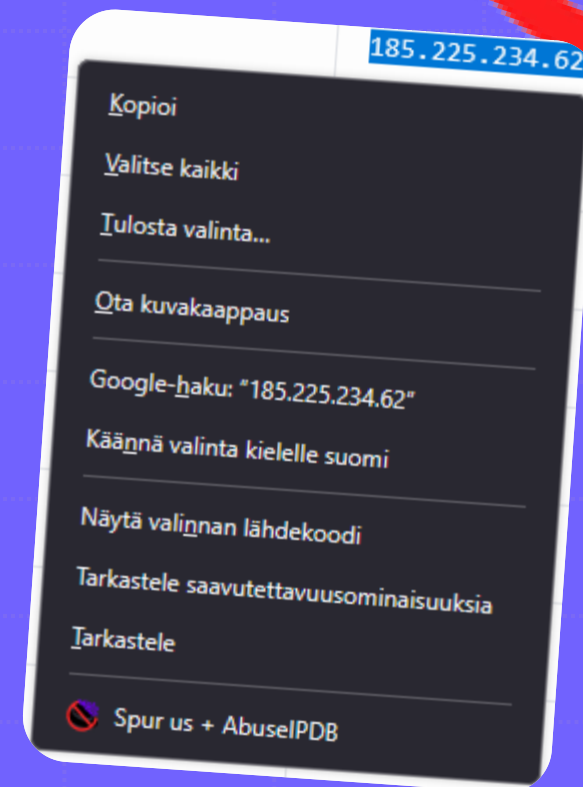 185.225.234.62
Kopioi
Valitse kaikki
Tulosta valinta...
Ota kuvakaappaus
Google-haku: “185.225.234.62”
Käännä valinta kielelle suomi
Näytä valinnan lähdekoodi
Tarkastele saavutettavuusominaisuuksia
Tarkastele
Spur us + AbuseIPDB